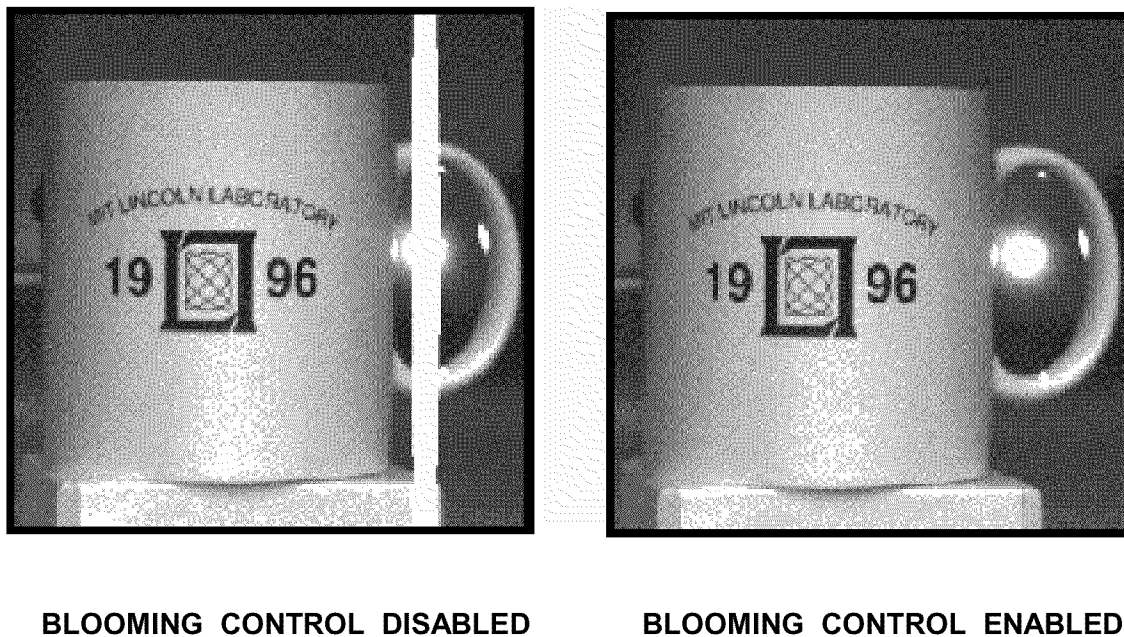 MIT LINCOLN LABORATORY
19 96
MIT LINCOLN LABORATORY
19 96
BLOOMING CONTROL DISABLED
BLOOMING CONTROL ENABLED